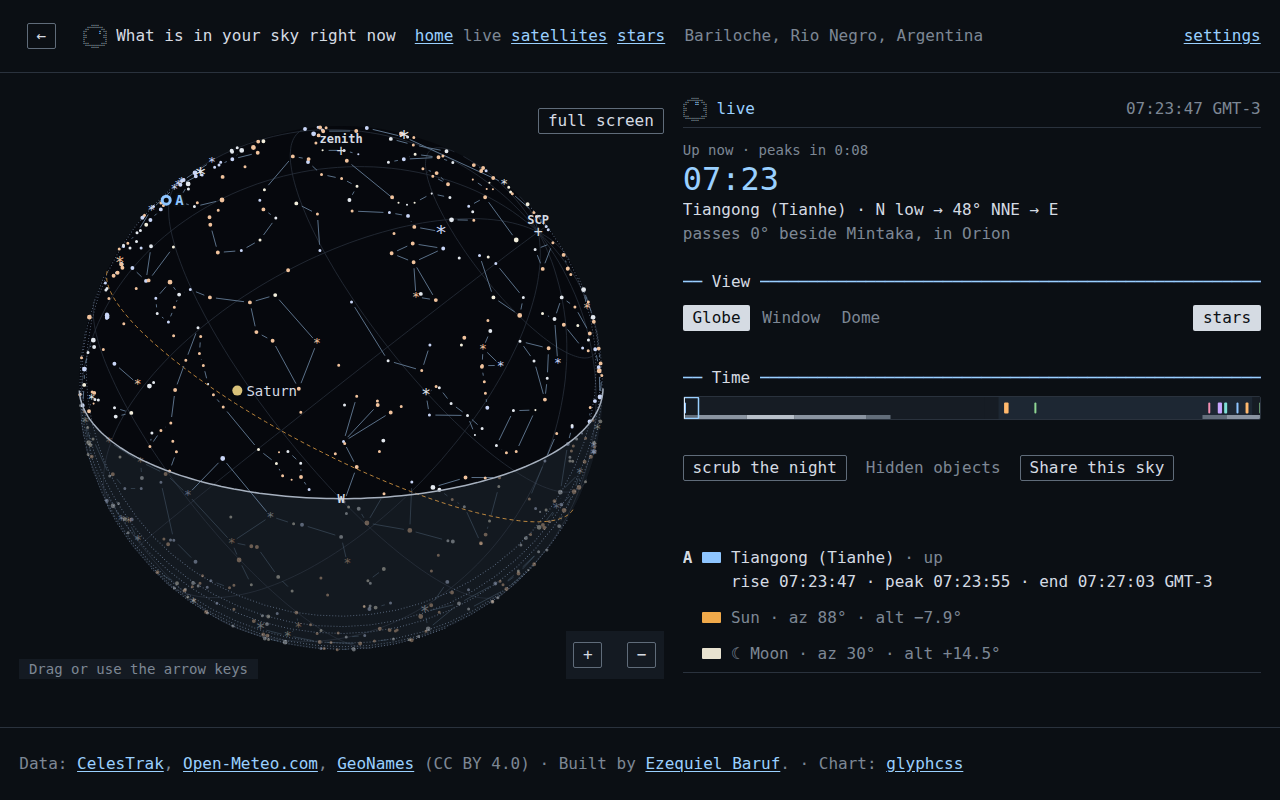 ← What is in your sky right now home live satellites stars Bariloche, Rio Negro, Argentina settings
full screen
zenith
A
SCP
Saturn
W
Drag or use the arrow keys
+ −
live 07:23:47 GMT-3
Up now · peaks in 0:08
07:23
Tiangong (Tianhe) · N low → 48° NNE → E
passes 0° beside Mintaka, in Orion
View
Globe Window Dome stars
Time
scrub the night Hidden objects Share this sky
A Tiangong (Tianhe) · up
rise 07:23:47 · peak 07:23:55 · end 07:27:03 GMT-3
Sun · az 88° · alt −7.9°
☾ Moon · az 30° · alt +14.5°
Data: CelesTrak, Open-Meteo.com, GeoNames (CC BY 4.0) · Built by Ezequiel Baruf. · Chart: glyphcss